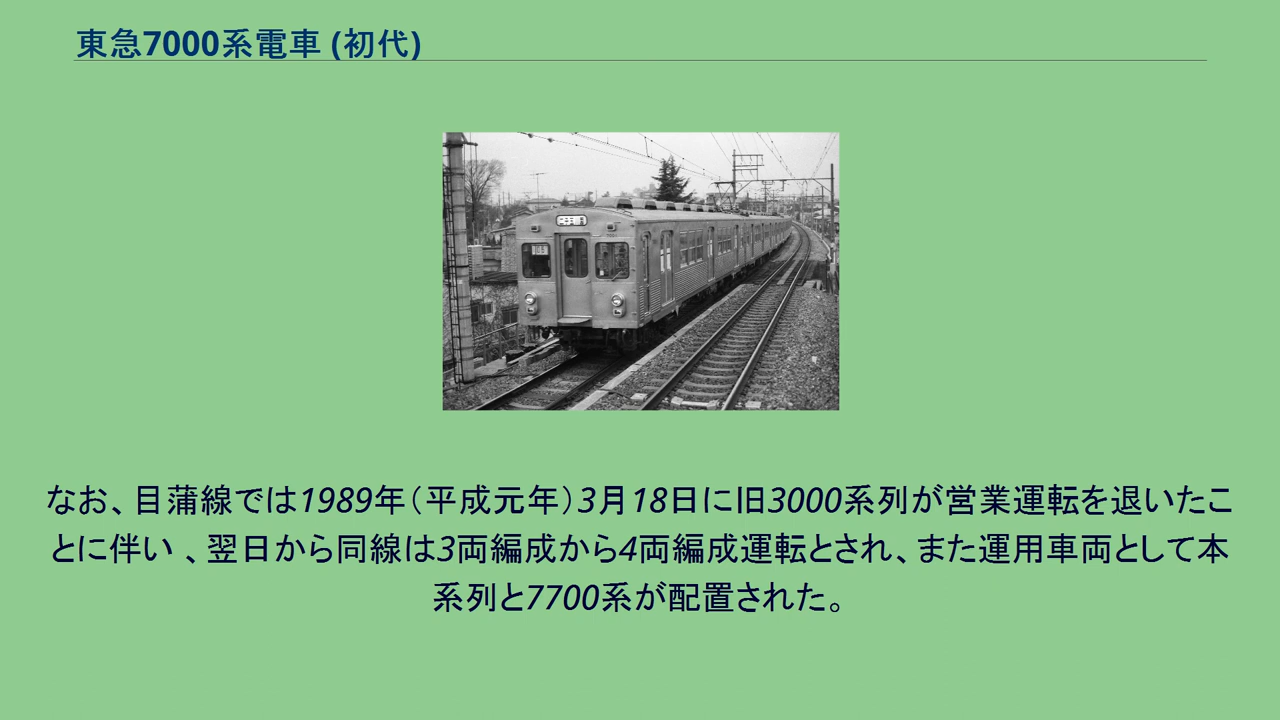 東急7000系電車 (初代)
なお、目蒲線では1989年（平成元年）3月18日に旧3000系列が営業運転を退いたこ
とに伴い 、翌日から同線は3両編成から4両編成運転とされ、また運用車両として本
系列と7700系が配置された。